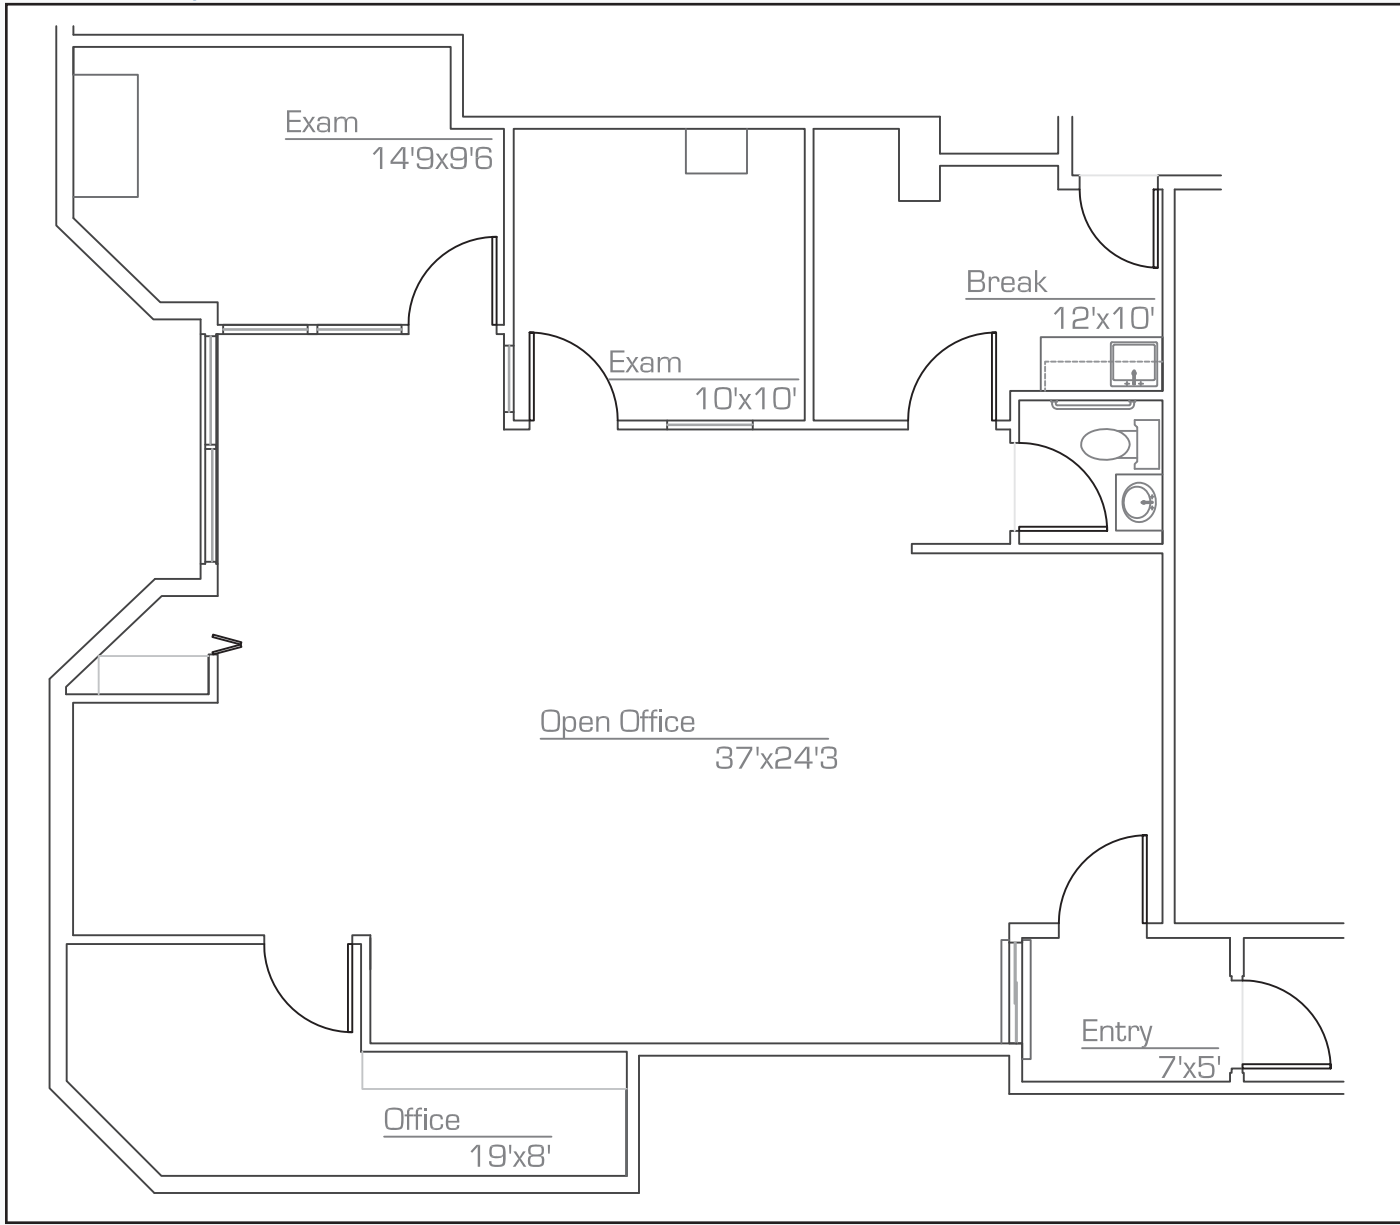 Exam
14'9x9'6
Break
12'x10'
Exam
10'x10'
Open Office
37'x24'3
Entry
7'x5'
Office
19'x8'